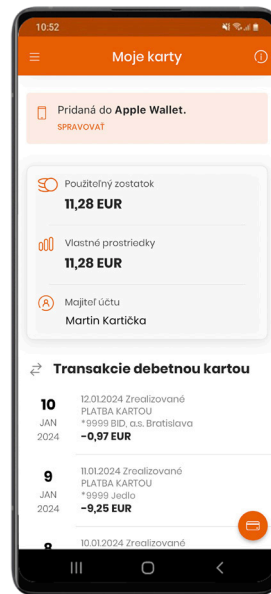 10:52
Moje karty
Pridaná do Apple Wallet.
SPRAVOVAŤ
Použiteľný zostatok
11,28 EUR
Vlastné prostriedky
11,28 EUR
Majiteľ účtu
Martin Kartička
Transakcie debetnou kartou
10
JAN
2024
12.01.2024 Zrealizované
PLATBA KARTOU
*9999 BID, a.s. Bratislava
-0,97 EUR
9
JAN
2024
11.01.2024 Zrealizované
PLATBA KARTOU
*9999 Jedlo
-9,25 EUR
8
10.01.2024 Zrealizované